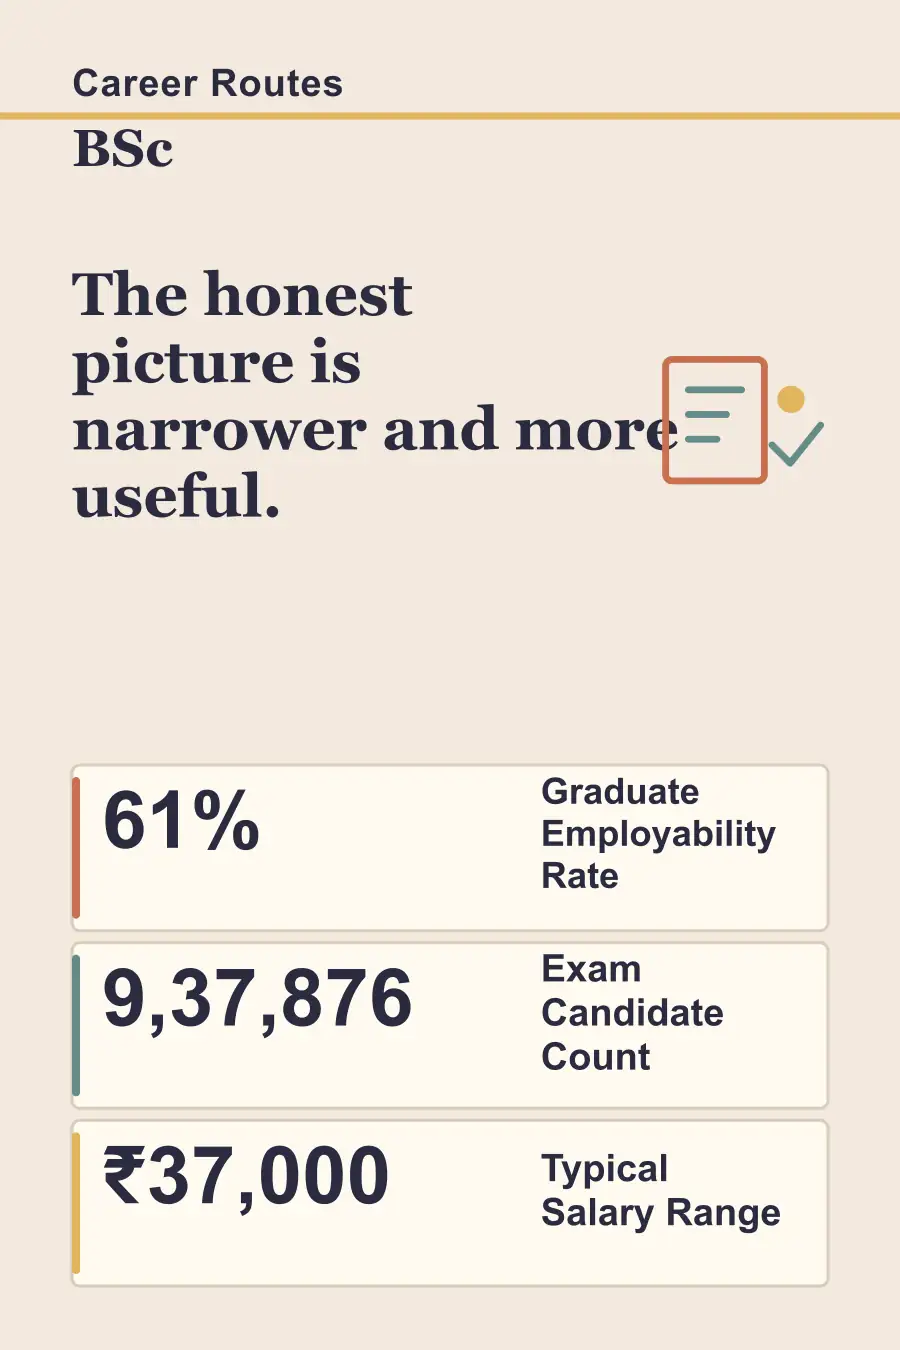 Career Routes
BSc
The honest
picture is
narrower and more
useful.
61%
Graduate
Employability
Rate
9,37,876
Exam
Candidate
Count
₹37,000
Typical
Salary Range